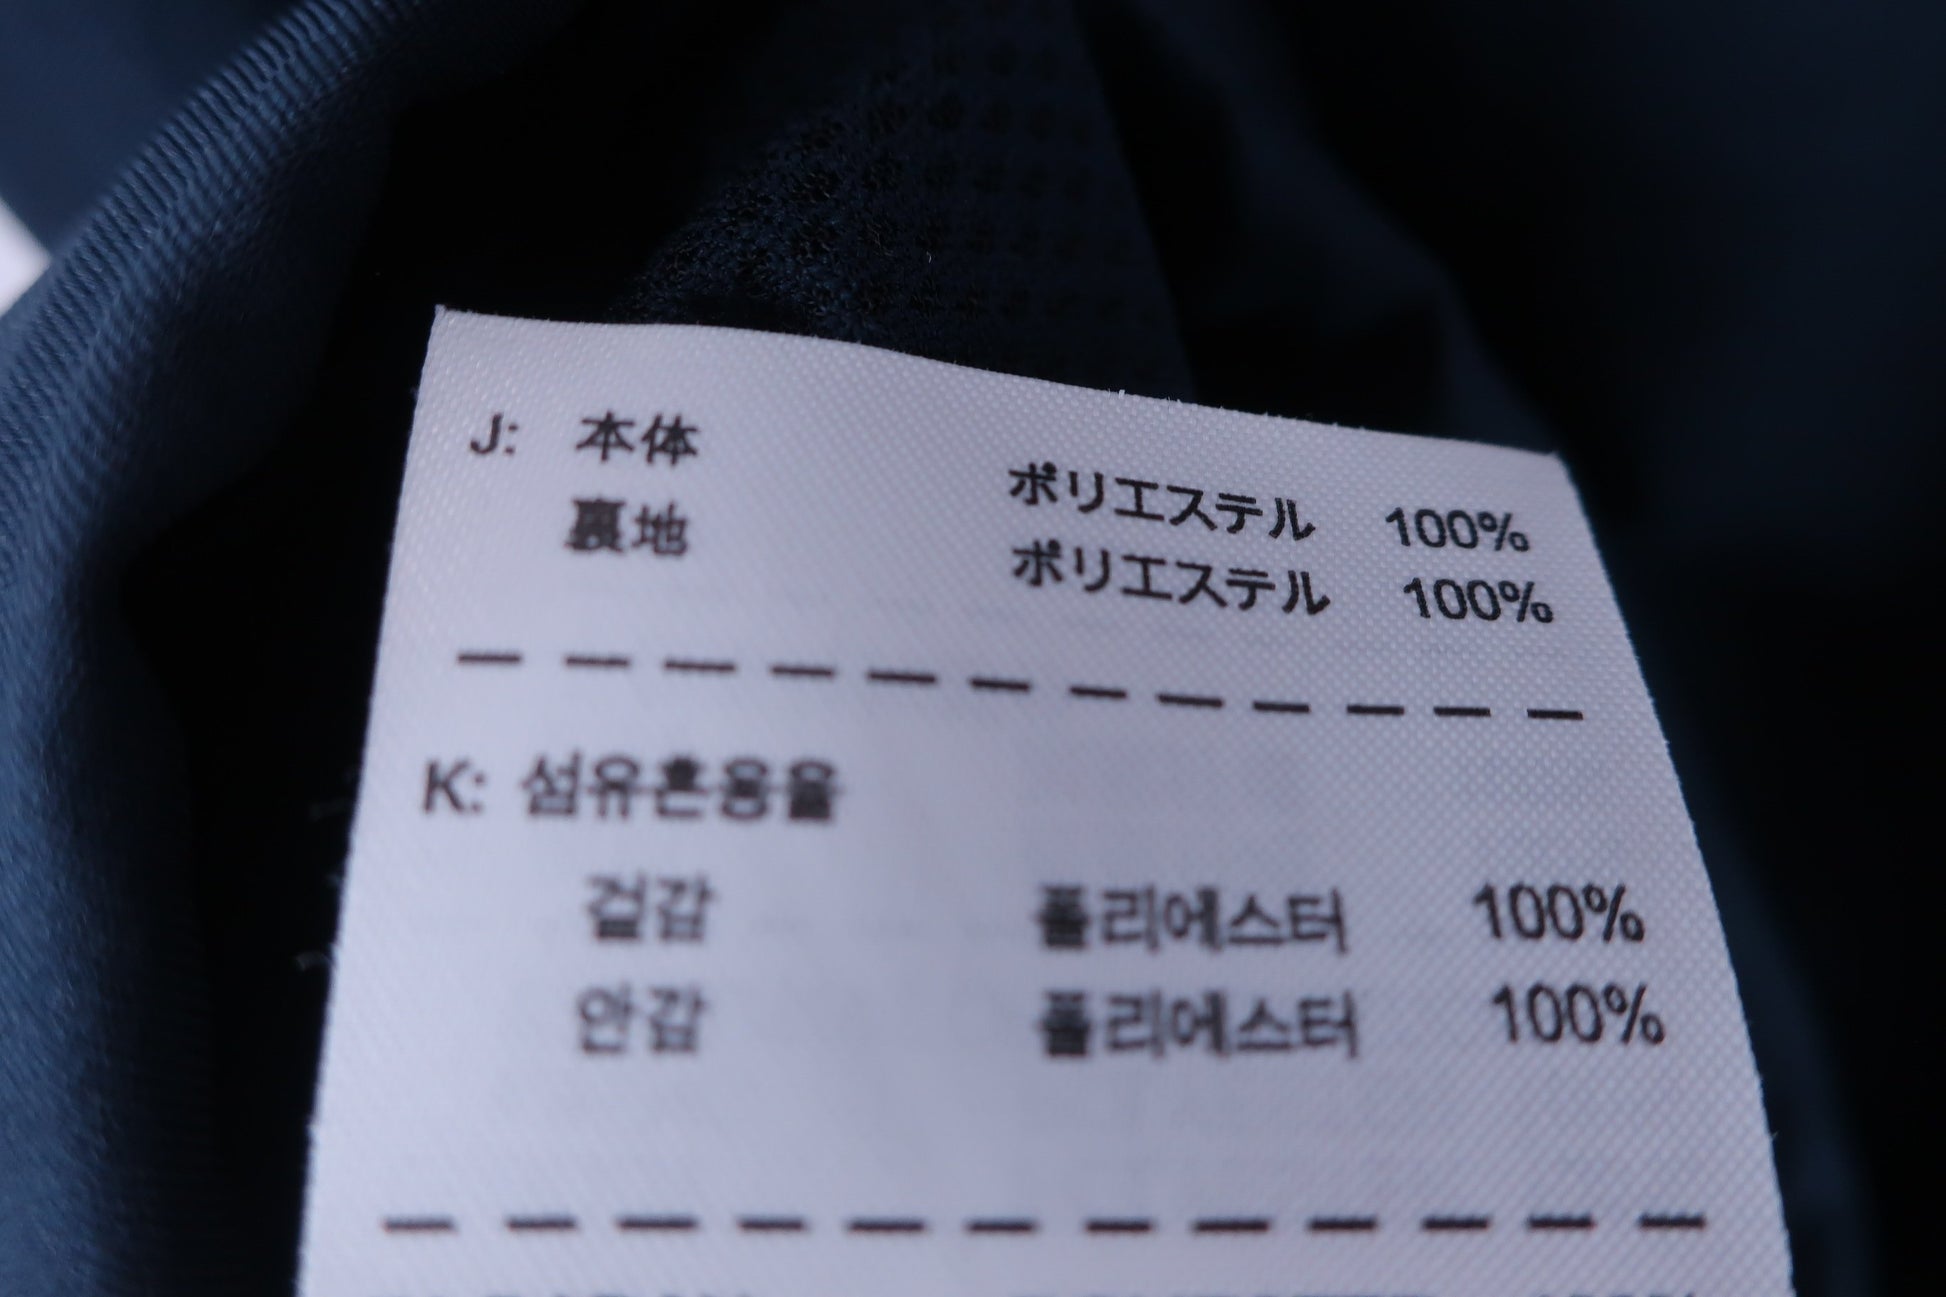 J: 本体 ポリエステル 100%
裏地 ポリエステル 100%
K: 섬유혼용율
겉감 폴리에스터 100%
안감 폴리에스터 100%